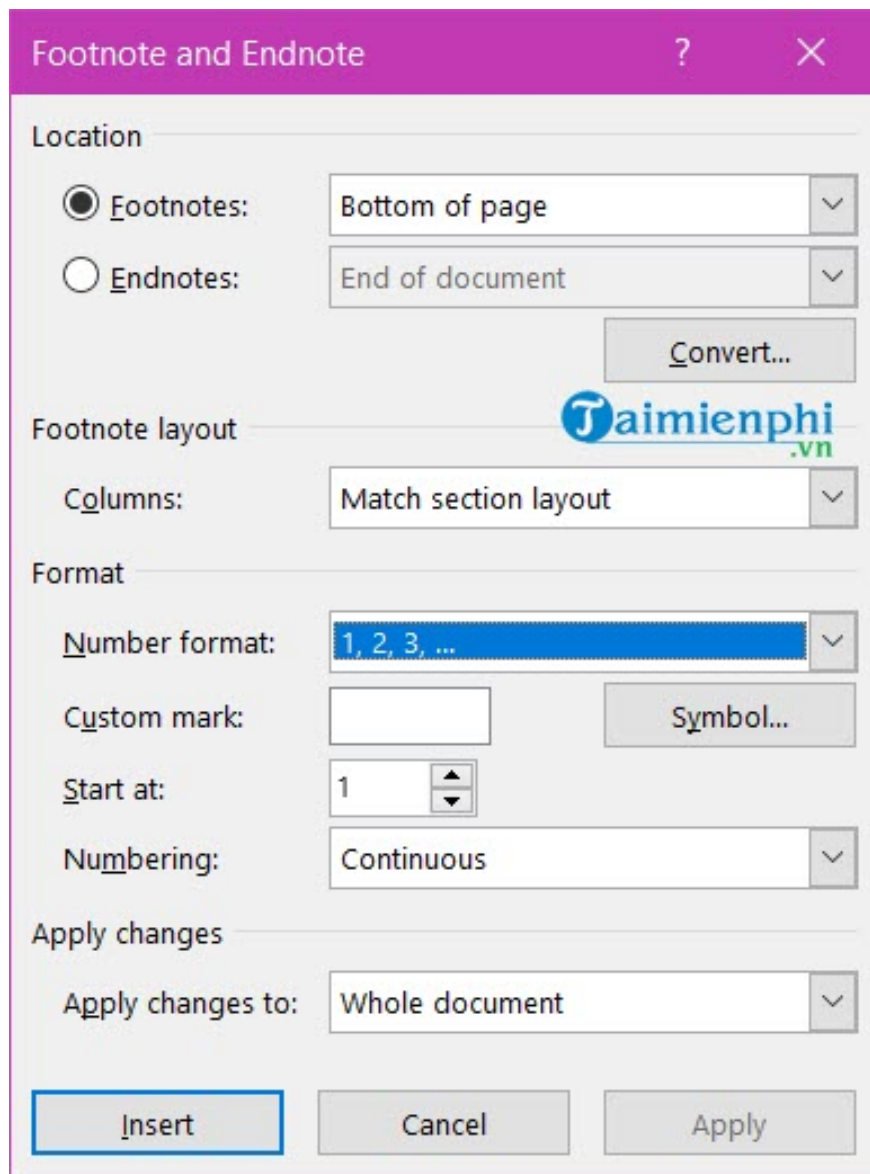 Footnote and Endnote ? ×
Location
Footnotes: Bottom of page
Endnotes: End of document
Convert...
Taimienphi
.vn
Footnote layout
Columns: Match section layout
Format
Number format: 1, 2, 3, ...
Custom mark: Symbol...
Start at: 1
Numbering: Continuous
Apply changes
Apply changes to: Whole document
Insert Cancel Apply